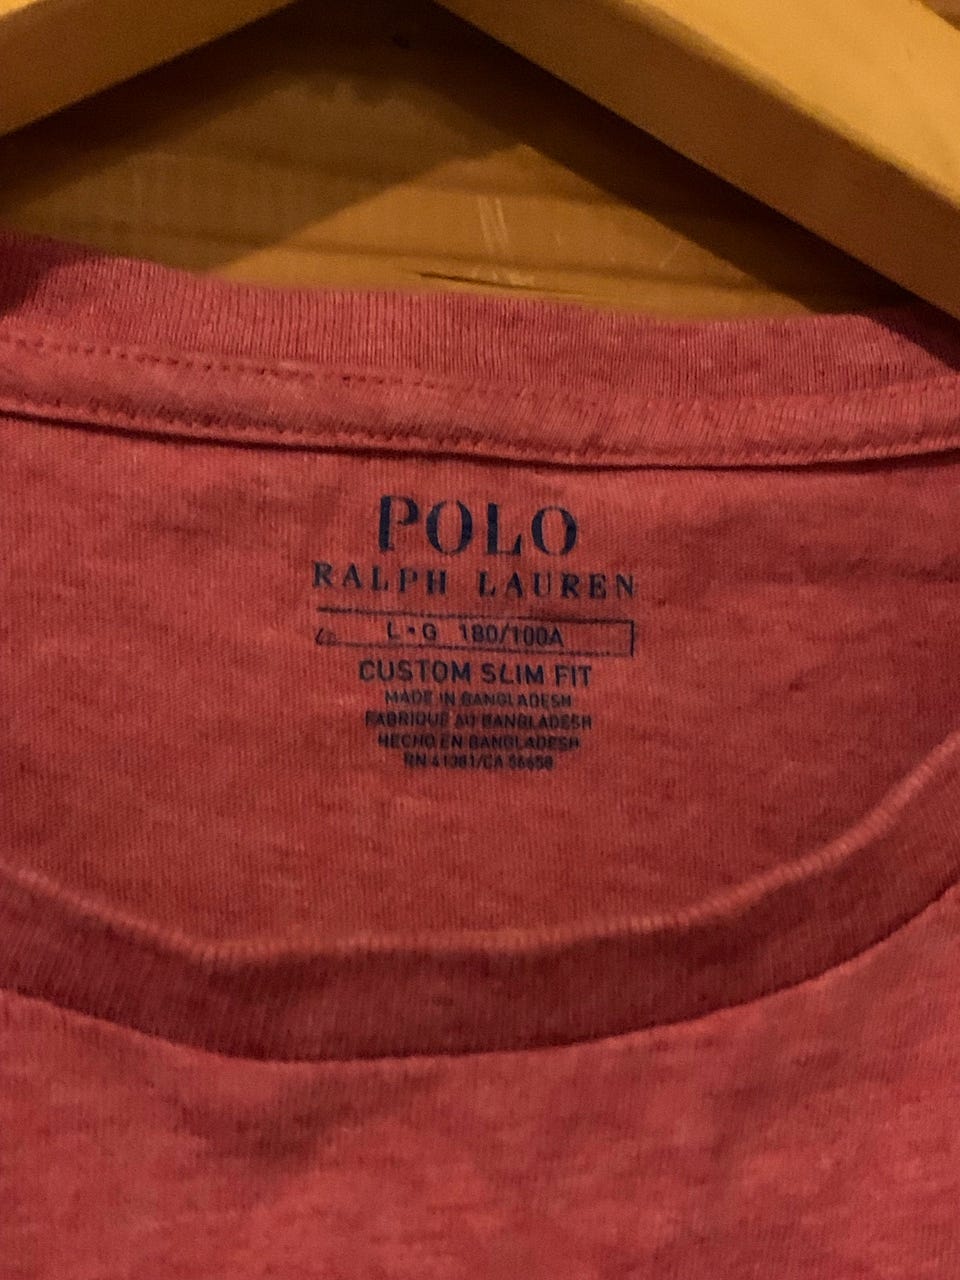 POLO
RALPH LAUREN
L•G 180/100A
CUSTOM SLIM FIT
MADE IN BANGLADESH
FABRIQUÉ AU BANGLADESH
HECHO EN BANGLADESH
RN 41381/CA 56658